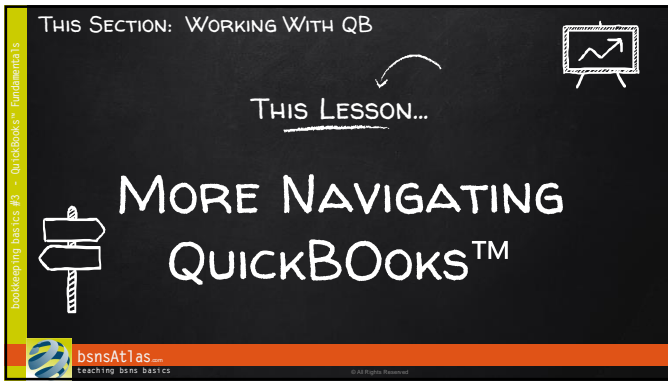 This Section: Working With QB
This Lesson...
More Navigating
QuickBOoks™
bookkeeping basics #3 - QuickBooks™ Fundamentals
bsnsAtlas.com
teaching bsns basics
© All Rights Reserved